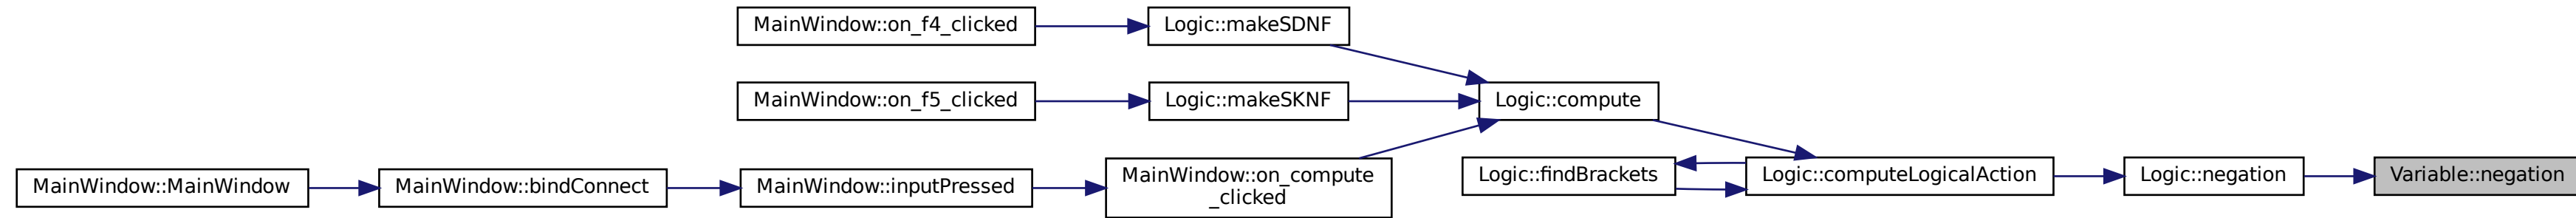 MainWindow::on_f4_clicked
Logic::makeSDNF
MainWindow::on_f5_clicked
Logic::makeSKNF
Logic::compute
MainWindow::MainWindow
MainWindow::bindConnect
MainWindow::inputPressed
MainWindow::on_compute
_clicked
Logic::findBrackets
Logic::computeLogicalAction
Logic::negation
Variable::negation